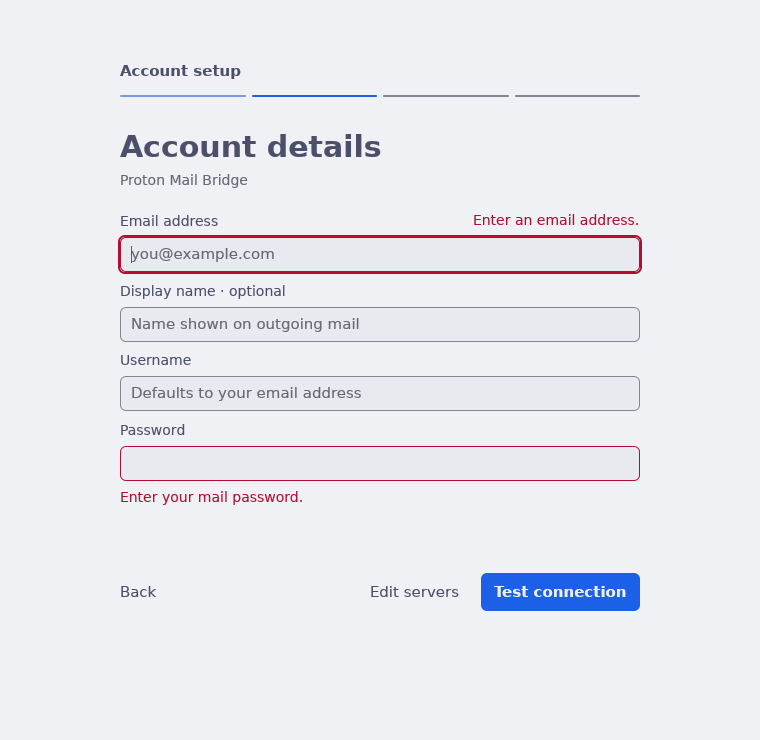 Account setup
Account details
Proton Mail Bridge
Email address
Enter an email address.
you@example.com
Display name · optional
Name shown on outgoing mail
Username
Defaults to your email address
Password
Enter your mail password.
Back
Edit servers
Test connection